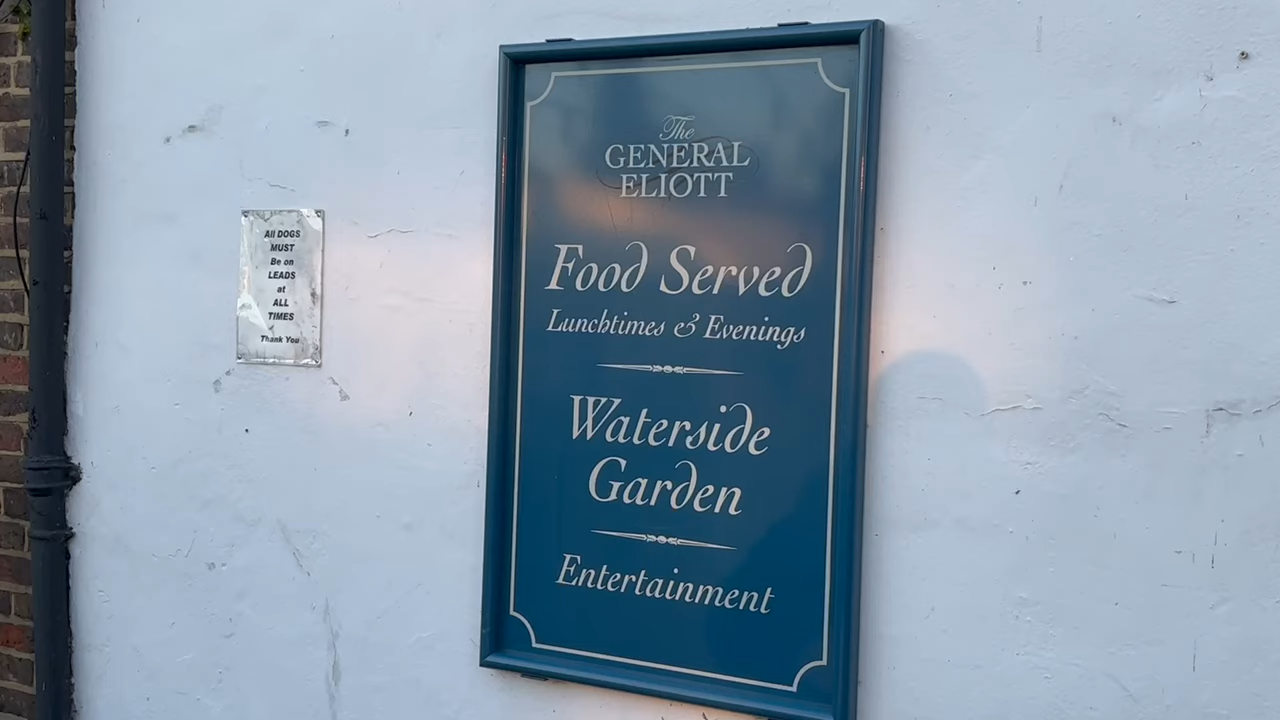 All DOGS
MUST
Be on
LEADS
at
ALL
TIMES
Thank You
The
GENERAL
ELIOTT
Food Served
Lunchtimes & Evenings
Waterside
Garden
Entertainment